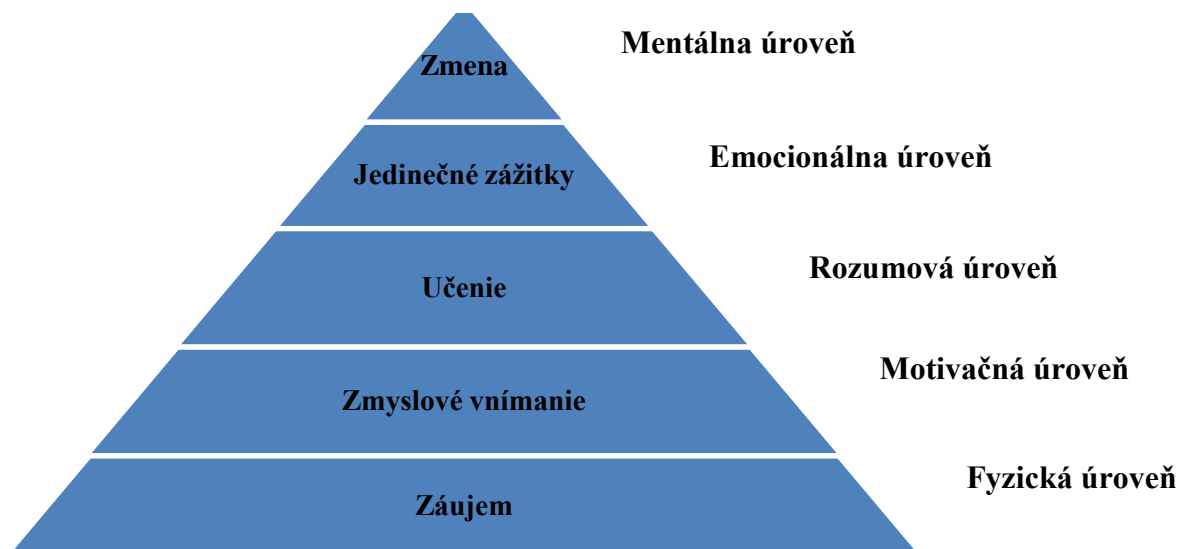 Mentálna úroveň
Zmena
Emocionálna úroveň
Jedinečné zážitky
Rozumová úroveň
Učenie
Motivačná úroveň
Zmyslové vnímanie
Fyzická úroveň
Záujem